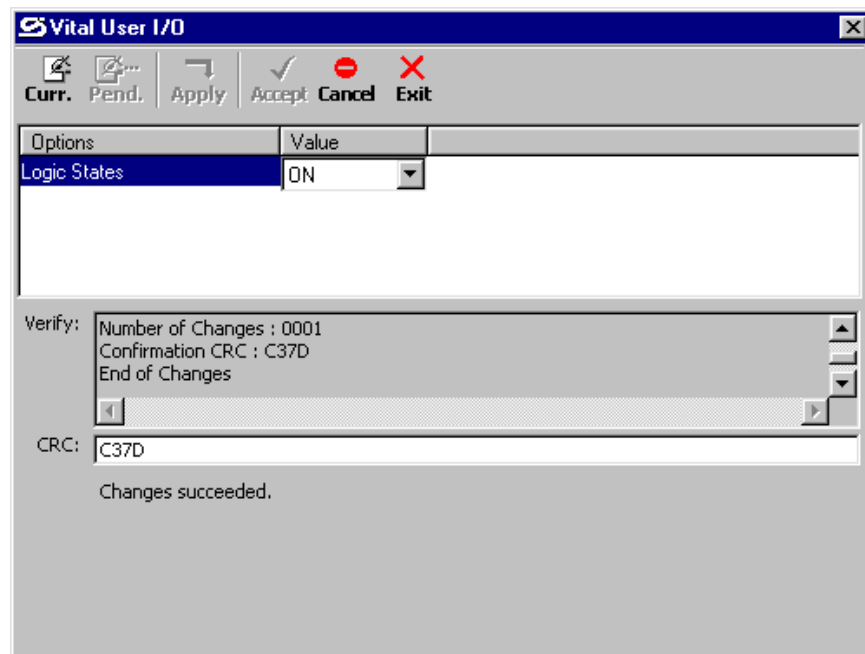 Vital User I/O
Curr. Pend. Apply Accept Cancel Exit
Options Value
Logic States ON
Verify: Number of Changes : 0001
Confirmation CRC : C37D
End of Changes
CRC: C37D
Changes succeeded.